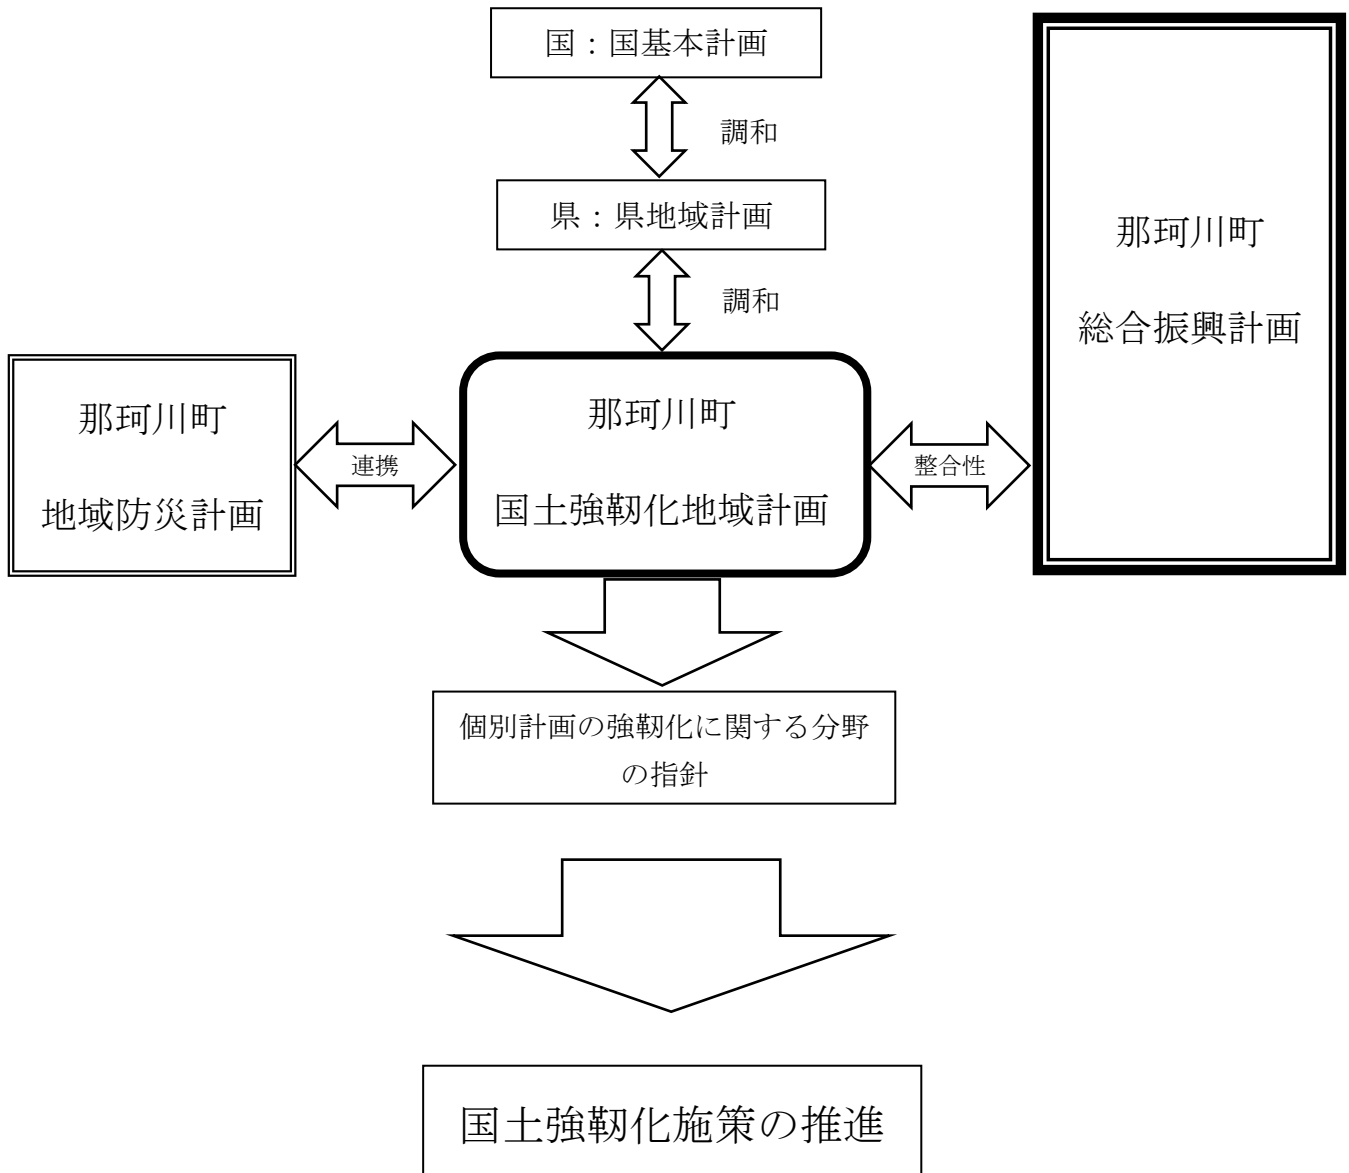 国：国基本計画
調和
県：県地域計画
調和
那珂川町
総合振興計画
那珂川町
地域防災計画
連携
那珂川町
国土強靱化地域計画
整合性
個別計画の強靱化に関する分野
の指針
国土強靱化施策の推進